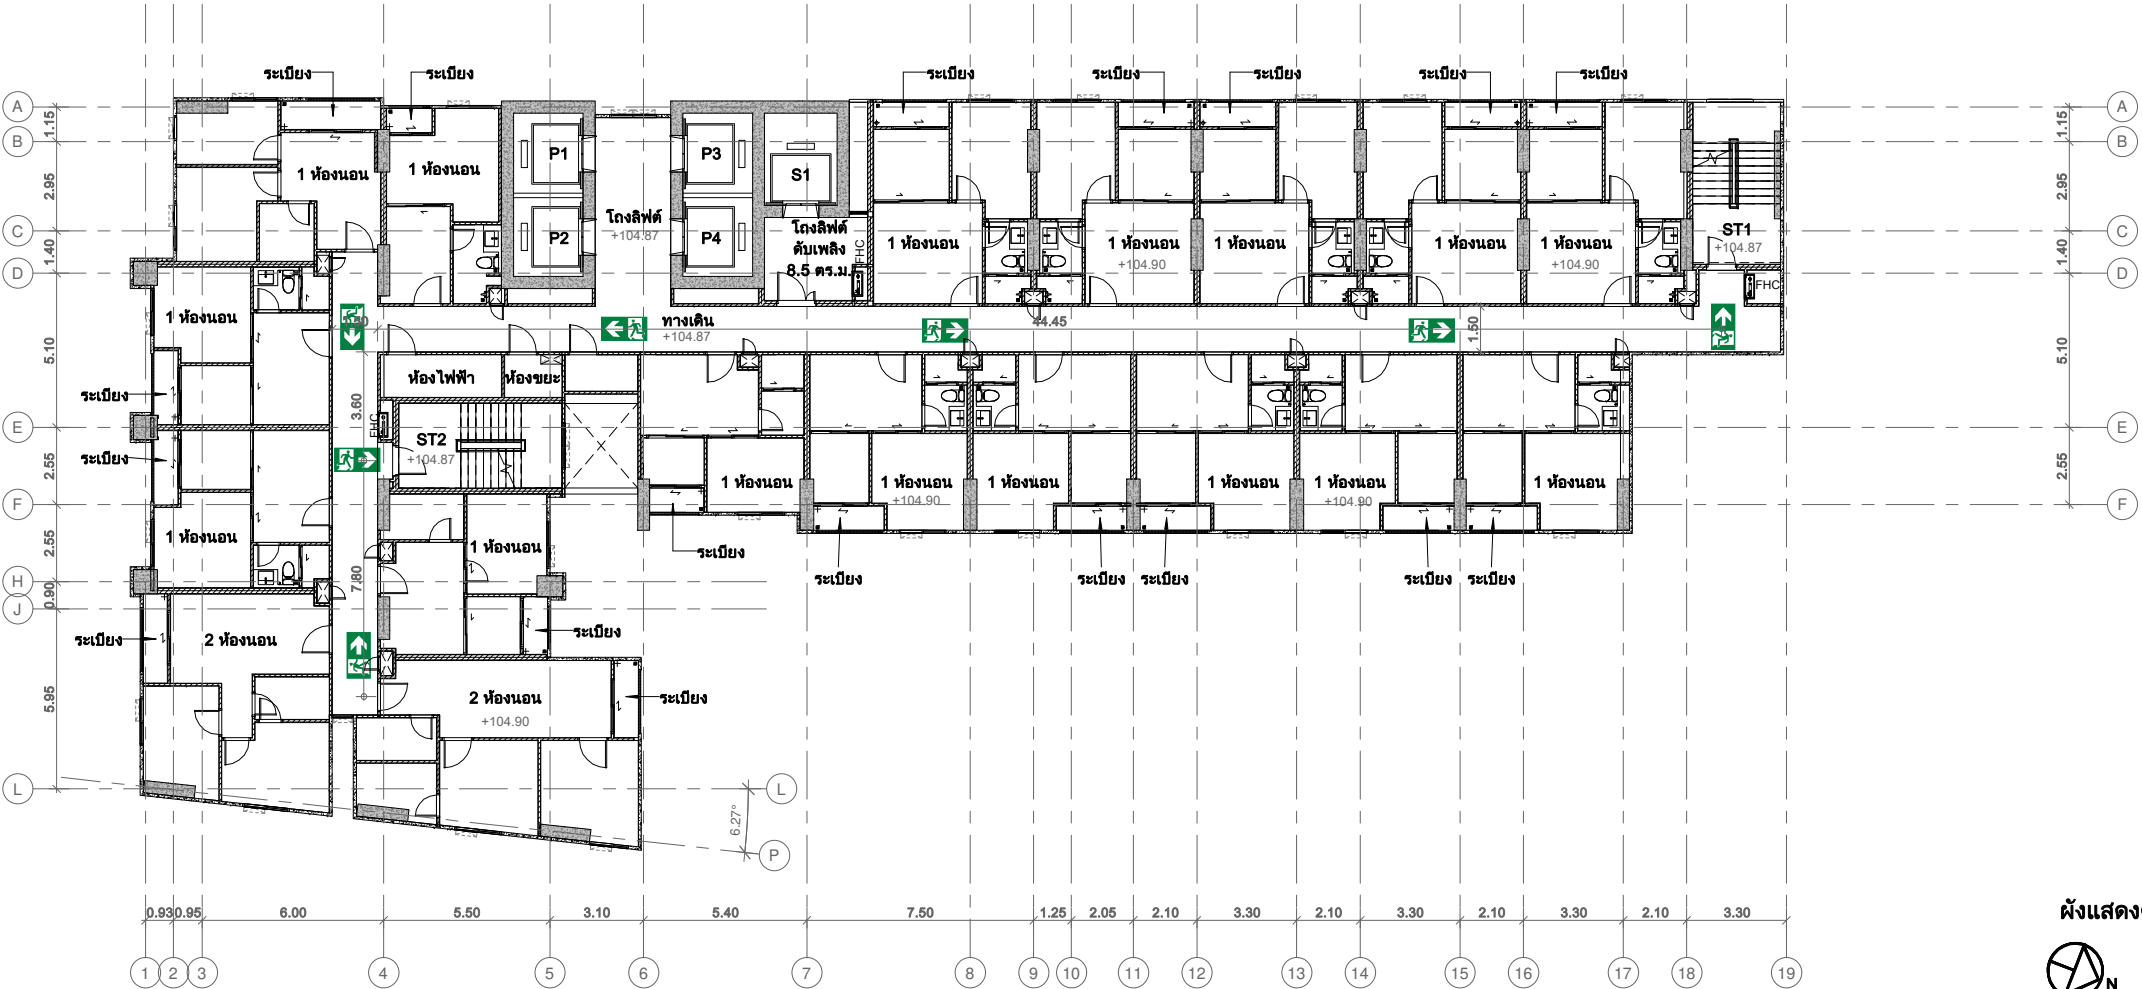 ระเบียง
ระเบียง
ระเบียง
ระเบียง
ระเบียง
ระเบียง
ระเบียง
A
A
1.15
1.15
B
B
P1
P3
S1
1 ห้องนอน
1 ห้องนอน
2.95
2.95
โถงลิฟต์
+104.87
โถงลิฟต์
ดับเพลิง
8.5 ตร.ม.
FHC
P2
P4
1 ห้องนอน
1 ห้องนอน
+104.90
1 ห้องนอน
1 ห้องนอน
1 ห้องนอน
+104.90
ST1
+104.87
C
C
1.40
1.40
D
D
FHC
1 ห้องนอน
ทางเดิน
+104.87
44.45
1.50
5.10
5.10
ห้องไฟฟ้า
ห้องขยะ
ระเบียง
3.60
FHC
ST2
+104.87
E
E
ระเบียง
2.55
2.55
1 ห้องนอน
1 ห้องนอน
+104.90
1 ห้องนอน
1 ห้องนอน
1 ห้องนอน
+104.90
1 ห้องนอน
F
F
1 ห้องนอน
1 ห้องนอน
2.55
ระเบียง
7.80
H
ระเบียง
ระเบียง
ระเบียง
ระเบียง
ระเบียง
0.90
J
ระเบียง
2 ห้องนอน
ระเบียง
5.95
2 ห้องนอน
+104.90
ระเบียง
L
L
6.27°
P
0.93
0.95
6.00
5.50
3.10
5.40
7.50
1.25
2.05
2.10
3.30
2.10
3.30
2.10
3.30
2.10
3.30
1
2
3
4
5
6
7
8
9
10
11
12
13
14
15
16
17
18
19
N